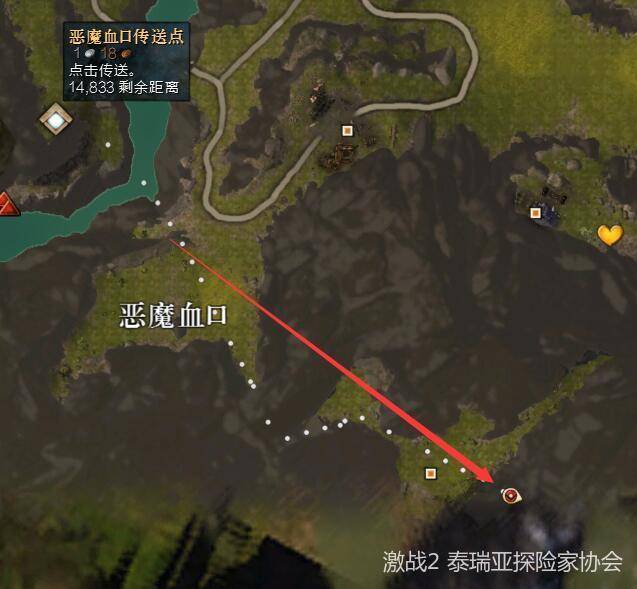 恶魔血口传送点
1 18
点击传送。
14,833 剩余距离
恶魔血口
激战2 泰瑞亚探险家协会